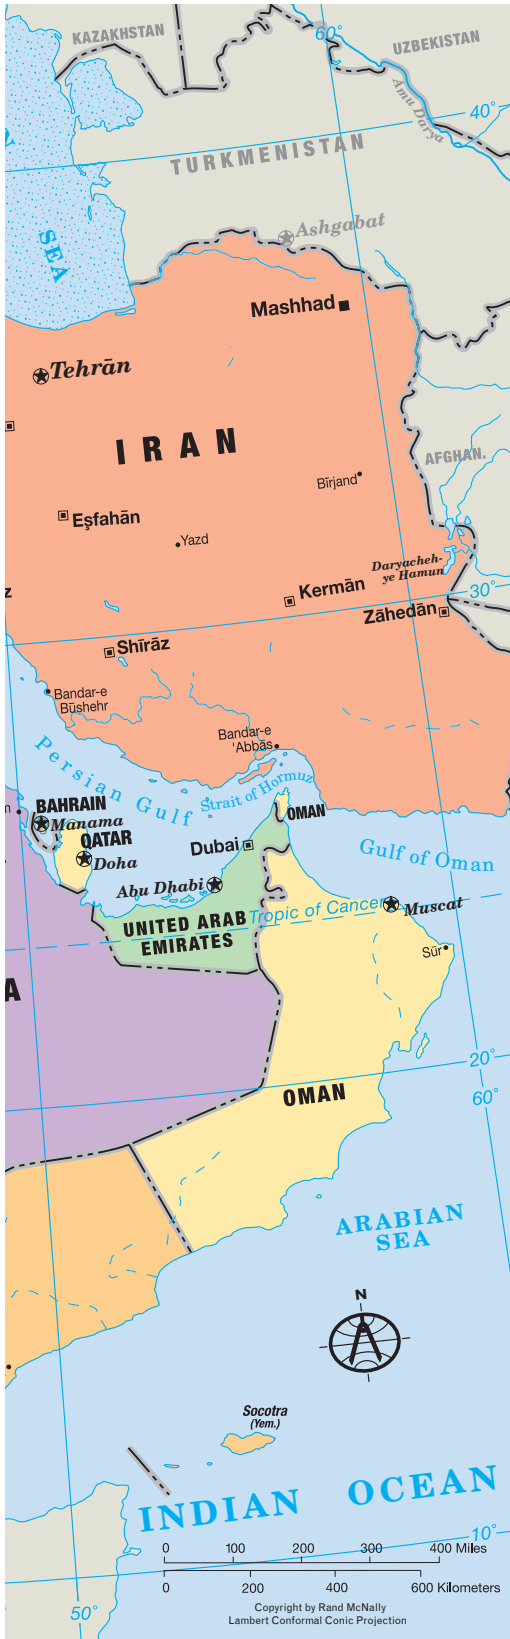 KAZAKHSTAN
60°
UZBEKISTAN
Amu Darya
40°
TURKMENISTAN
SEA
Ashgabat
Mashhad
Tehrān
IRAN
AFGHAN.
Bīrjand
Eşfahān
Yazd
Daryacheh-
ye Hamun
30°
Kermān
z
Zāhedān
Shīrāz
Bandar-e
Būshehr
Bandar-e
'Abbās
Persian Gulf
Strait of Hormuz
BAHRAIN
Manama
OMAN
QATAR
Doha
Dubai
Gulf of Oman
Abu Dhabi
Tropic of Cancer
Muscat
UNITED ARAB
EMIRATES
Sūr
A
20°
60°
OMAN
ARABIAN
SEA
N
Socotra
(Yem.)
INDIAN OCEAN
10°
0 100 200 300 400 Miles
0 200 400 600 Kilometers
50°
Copyright by Rand McNally
Lambert Conformal Conic Projection